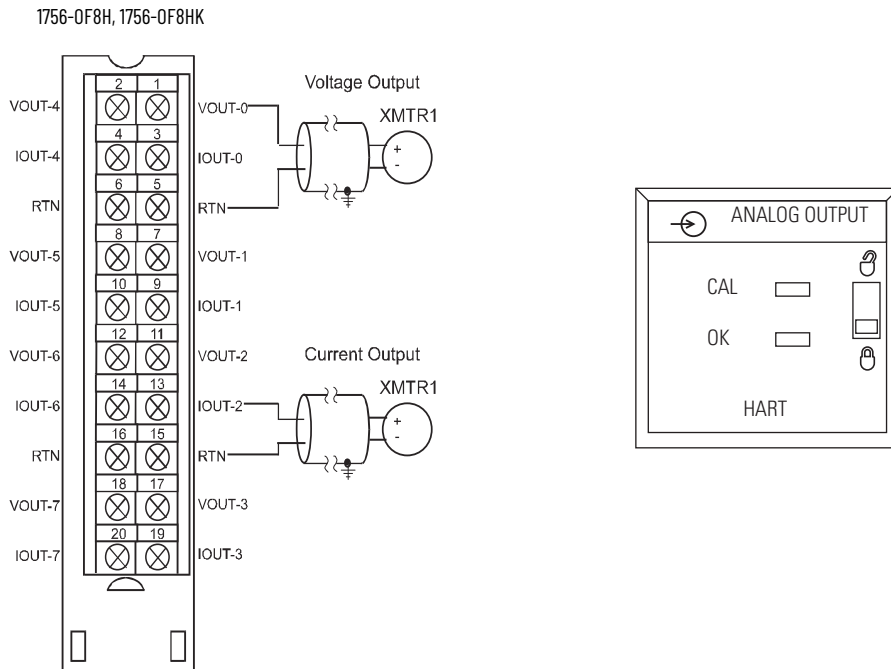 1756-OF8H, 1756-OF8HK
Voltage Output
XMTR1
+
-
2 1
VOUT-4 VOUT-0
4 3
IOUT-4 IOUT-0
6 5
RTN RTN
8 7
VOUT-5 VOUT-1
10 9
IOUT-5 IOUT-1
12 11
VOUT-6 VOUT-2
Current Output
XMTR1
+
-
14 13
IOUT-6 IOUT-2
16 15
RTN RTN
18 17
VOUT-7 VOUT-3
20 19
IOUT-7 IOUT-3
ANALOG OUTPUT
CAL
OK
HART